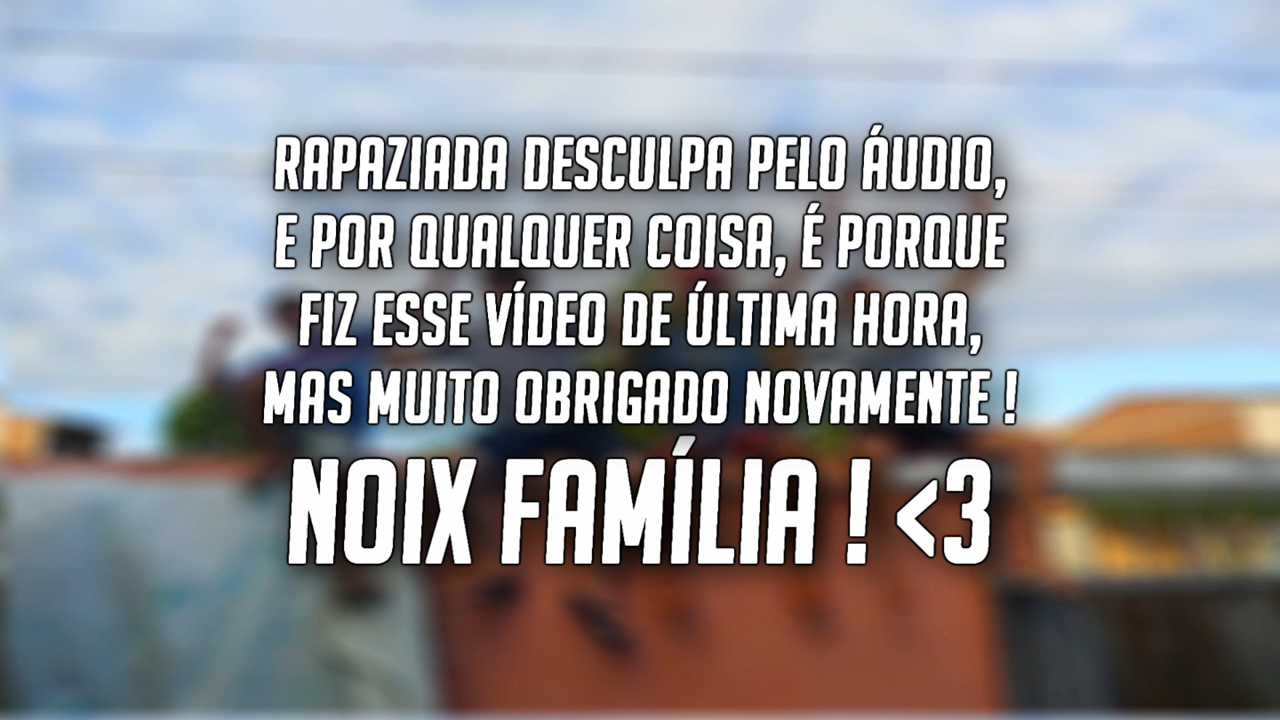 RAPAZIADA DESCULPA PELO ÁUDIO,
E POR QUALQUER COISA, É PORQUE
FIZ ESSE VÍDEO DE ÚLTIMA HORA,
MAS MUITO OBRIGADO NOVAMENTE !
NOIX FAMÍLIA ! <3